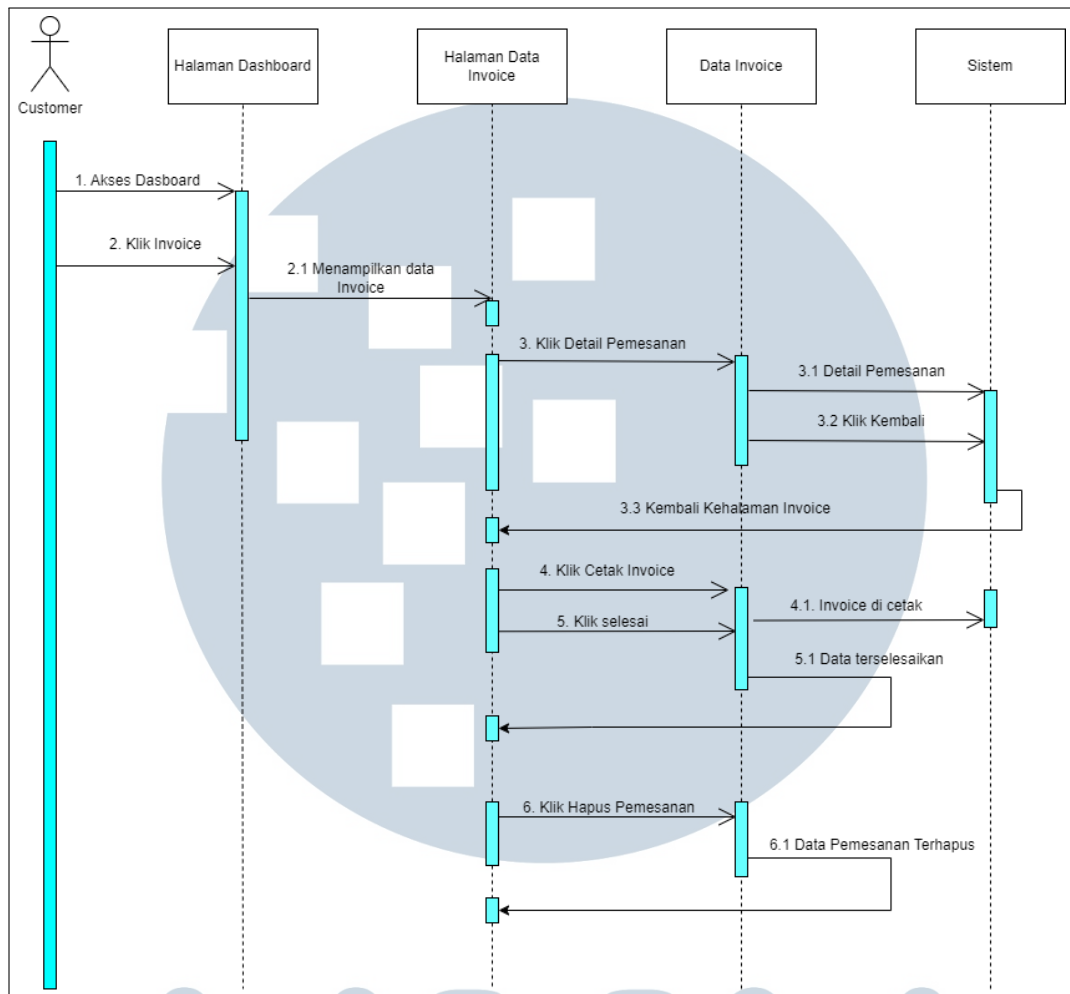 Customer
Halaman Dashboard
Halaman Data
Invoice
Data Invoice
Sistem
1. Akses Dasboard
2. Klik Invoice
2.1 Menampilkan data
Invoice
3. Klik Detail Pemesanan
3.1 Detail Pemesanan
3.2 Klik Kembali
3.3 Kembali Kehalaman Invoice
4. Klik Cetak Invoice
4.1. Invoice di cetak
5. Klik selesai
5.1 Data terselesaikan
6. Klik Hapus Pemesanan
6.1 Data Pemesanan Terhapus